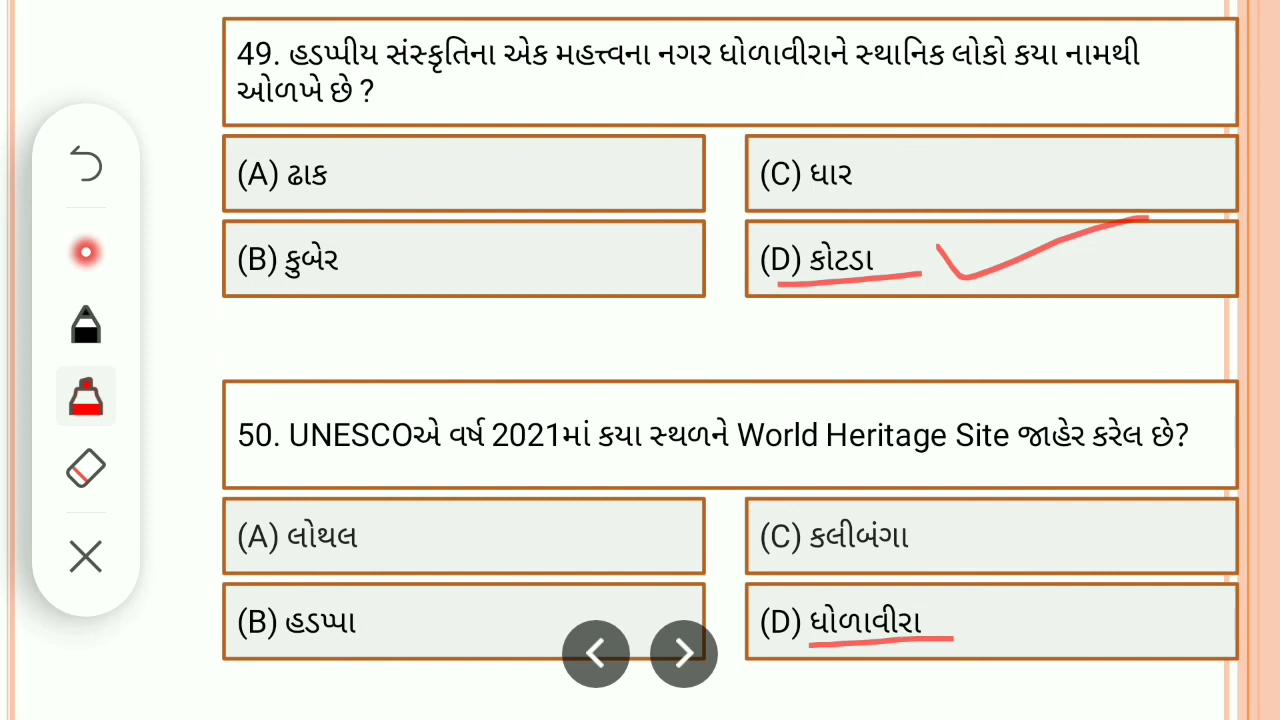 49. હડપ્પીય સંસ્કૃતિના એક મહત્ત્વના નગર ધોળાવીરાને સ્થાનિક લોકો કયા નામથી
ઓળખે છે ?
(A) ઢાક
(C) ધાર
(B) કુબેર
(D) કોટડા
50. UNESCOએ વર્ષ 2021માં કયા સ્થળને World Heritage Site જાહેર કરેલ છે?
(A) લોથલ
(C) કલીબંગા
(B) હડપ્પા
(D) ધોળાવીરા